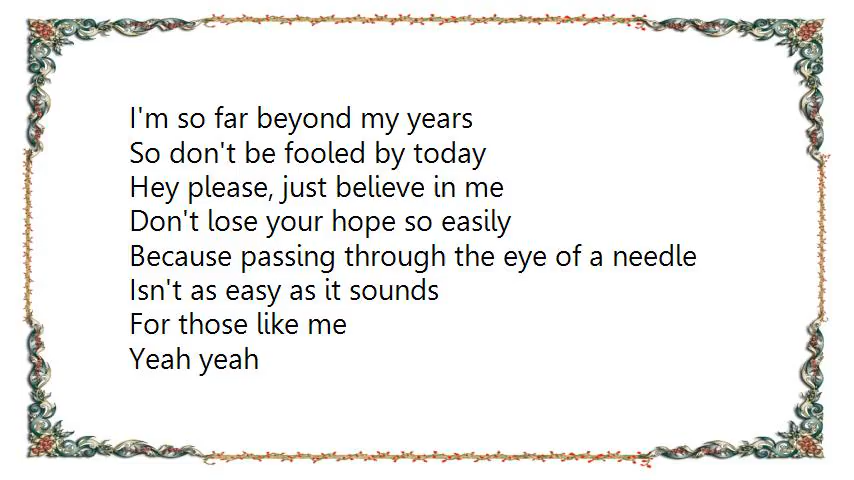 I'm so far beyond my years
So don't be fooled by today
Hey please, just believe in me
Don't lose your hope so easily
Because passing through the eye of a needle
Isn't as easy as it sounds
For those like me
Yeah yeah